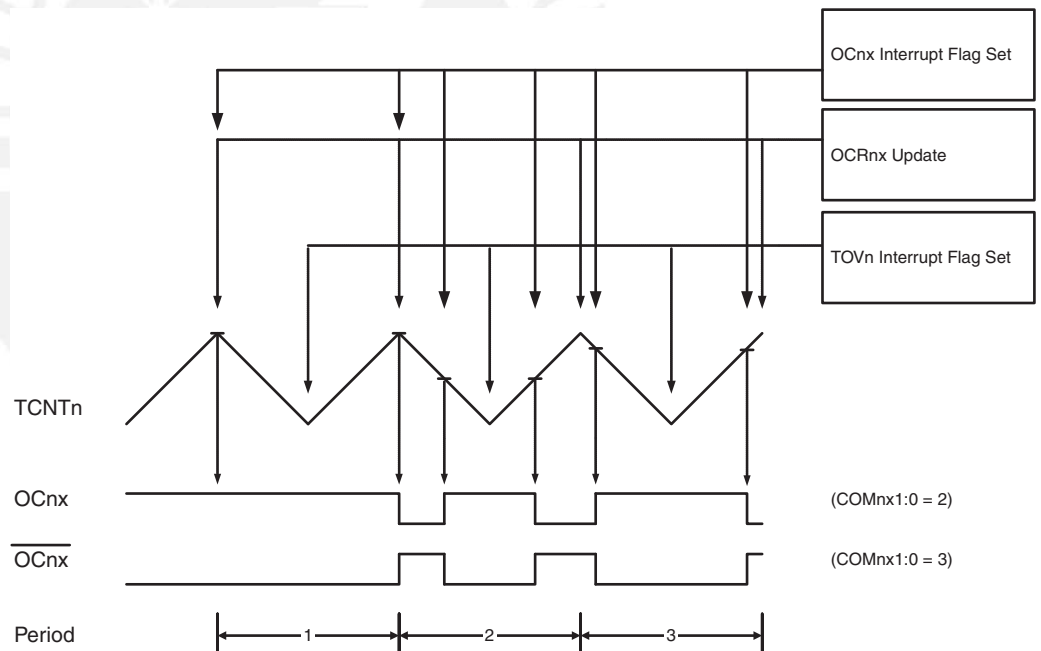 OCnx Interrupt Flag Set
OCRnx Update
TOVn Interrupt Flag Set
TCNTn
OCnx (COMnx1:0 = 2)
OCnx (COMnx1:0 = 3)
Period 1 2 3